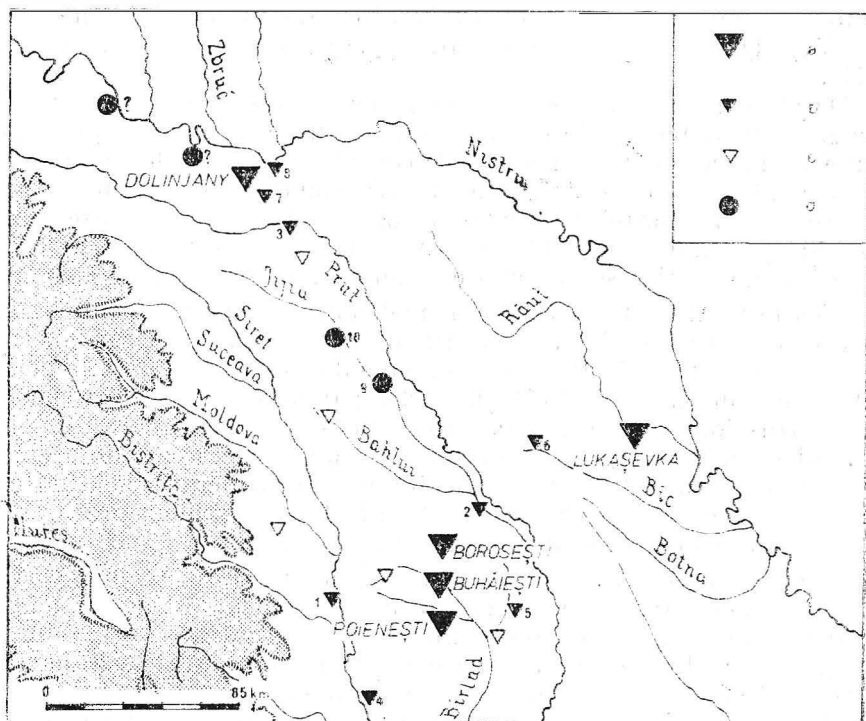 Zbruč
?
?
DOLINJANY
8
7
3
Nistru
Prut
Jijia
Răut
Siret
Suceava
10
9
Moldova
Bistrița
Bahlui
6
LUKAȘEVKA
Bîc
Botna
2
Mureș
BOROSEȘTI
BUHĂIEȘTI
1
5
POIENEȘTI
4
Bîrlad
0 85 km
a
b
c
d